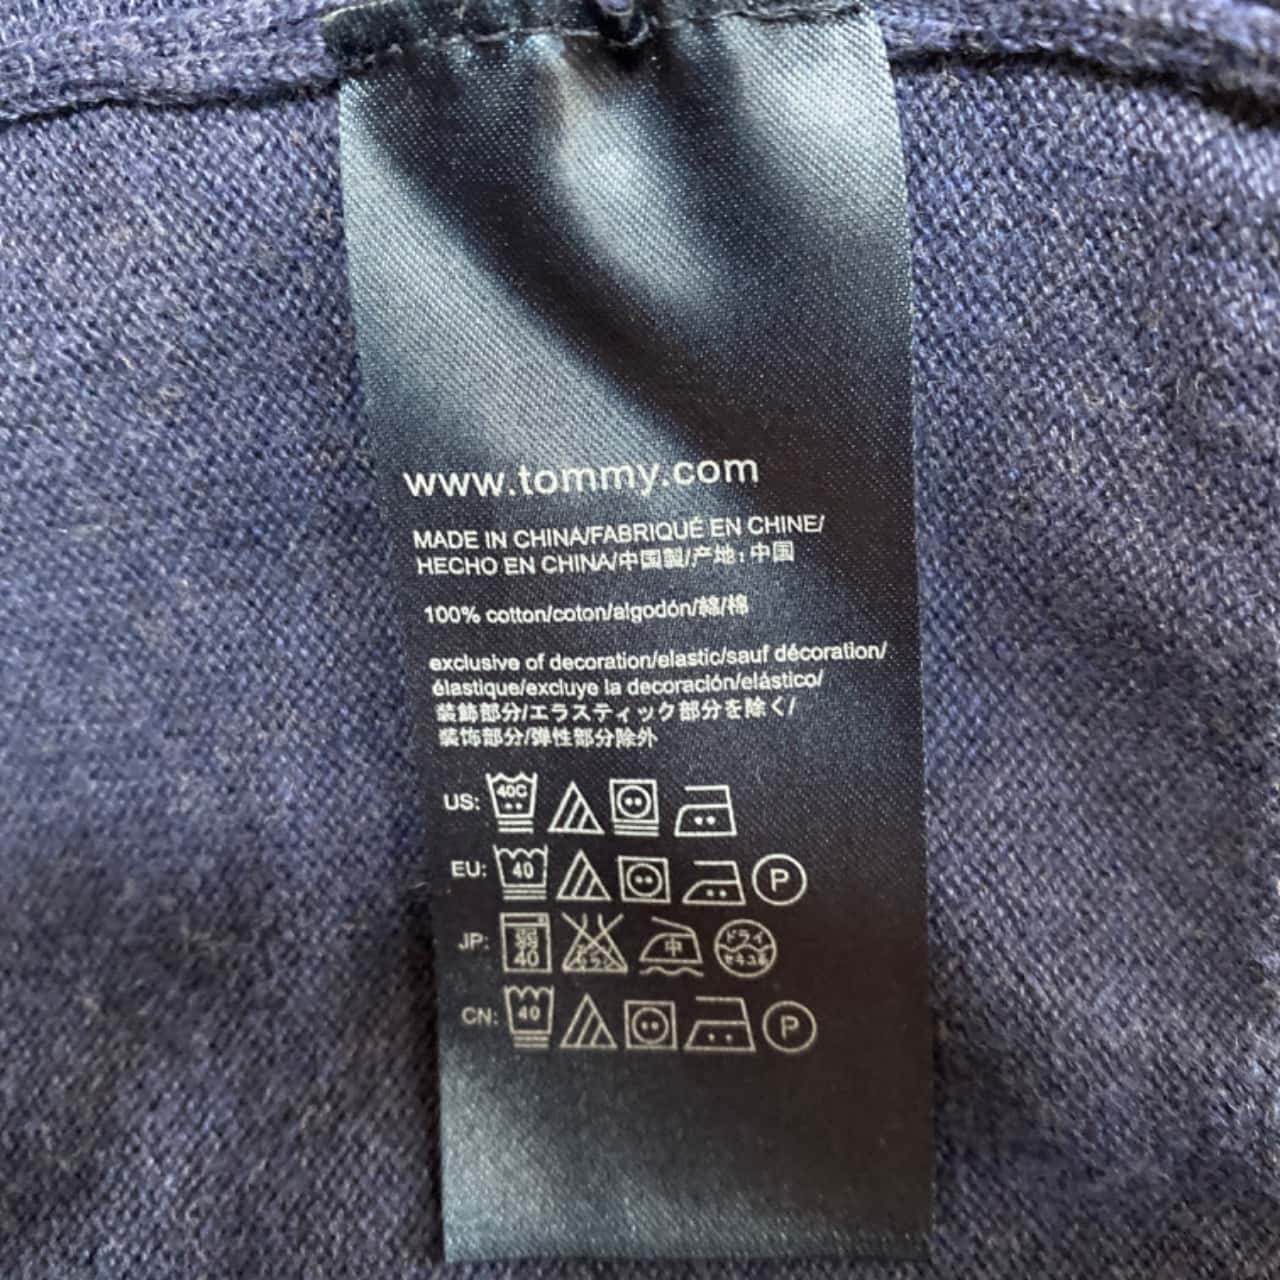 www.tommy.com
MADE IN CHINA/FABRIQUÉ EN CHINE/
HECHO EN CHINA/中国製/产地:中国
100% cotton/coton/algodón/綿/棉
exclusive of decoration/elastic/sauf décoration/
élastique/excluye la decoración/elástico/
装飾部分/エラスティック部分を除く/
装饰部分/弹性部分除外
US: 40C
EU: 40 P
JP: 弱 40 中 ドライ
CN: 40 P